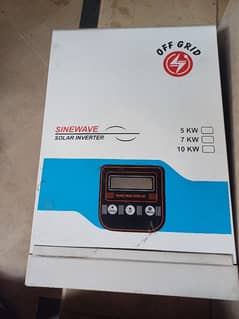 OFF GRID
SINEWAVE
SOLAR INVERTER
5 KW
7 KW
10 KW